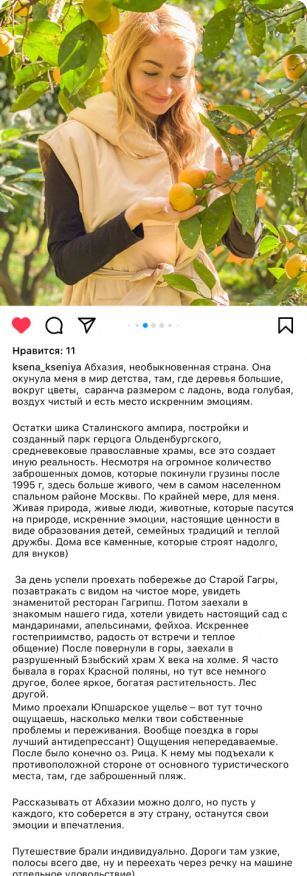 Нравится: 11
ksena_kseniya Абхазия, необыкновенная страна. Она
окунула меня в мир детства, там, где деревья большие,
вокруг цветы,  саранча размером с ладонь, вода голубая,
воздух чистый и есть место искренним эмоциям.
Остатки шика Сталинского ампира, постройки и
созданный парк герцога Ольденбургского,
средневековые православные храмы, все это создает
иную реальность. Несмотря на огромное количество
заброшенных домов, которые покинули грузины после
1995 г, здесь больше живого, чем в самом населенном
спальном районе Москвы. По крайней мере, для меня.
Живая природа, живые люди, животные, которые пасутся
на природе, искренние эмоции, настоящие ценности в
виде образования детей, семейных традиций и теплой
дружбы. Дома все каменные, которые строят надолго,
для внуков)
За день успели проехать побережье до Старой Гагры,
позавтракать с видом на чистое море, увидеть
знаменитой ресторан Гагрипш. Потом заехали в
знакомым нашего гида, хотели увидеть настоящий сад с
мандаринами, апельсинами, фейхоа. Искреннее
гостеприимство, радость от встречи и теплое
общение) После повернули в горы, заехали в
разрушенный Бзыбский храм X века на холме. Я часто
бывала в горах Красной поляны, но тут все немного
другое, более яркое, богатая растительность. Лес
другой.
Мимо проехали Юпшарское ущелье – вот тут точно
ощущаешь, насколько мелки твои собственные
проблемы и переживания. Вообще поездка в горы
лучший антидепрессант) Ощущения непередаваемые.
После было конечно оз. Рица. К нему мы подъехали к
противоположной стороне от основного туристического
места, там, где заброшенный пляж.
Рассказывать от Абхазии можно долго, но пусть у
каждого, кто соберется в эту страну, останутся свои
эмоции и впечатления.
Путешествие брали индивидуально. Дороги там узкие,
полосы всего две, ну и переехать через речку на машине
отдельное удовольствие)